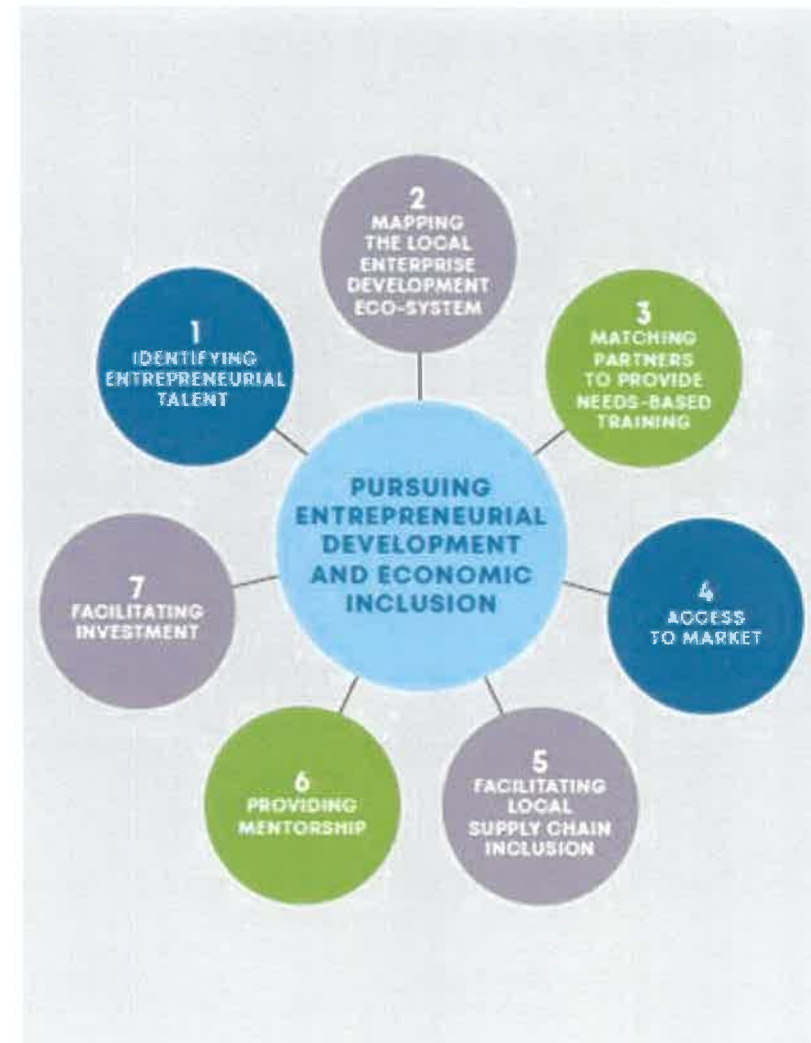 1
IDENTIFYING
ENTREPRENEURIAL
TALENT
2
MAPPING
THE LOCAL
ENTERPRISE
DEVELOPMENT
ECO-SYSTEM
3
MATCHING
PARTNERS
TO PROVIDE
NEEDS-BASED
TRAINING
PURSUING
ENTREPRENEURIAL
DEVELOPMENT
AND ECONOMIC
INCLUSION
4
ACCESS
TO MARKET
5
FACILITATING
LOCAL
SUPPLY CHAIN
INCLUSION
6
PROVIDING
MENTORSHIP
7
FACILITATING
INVESTMENT